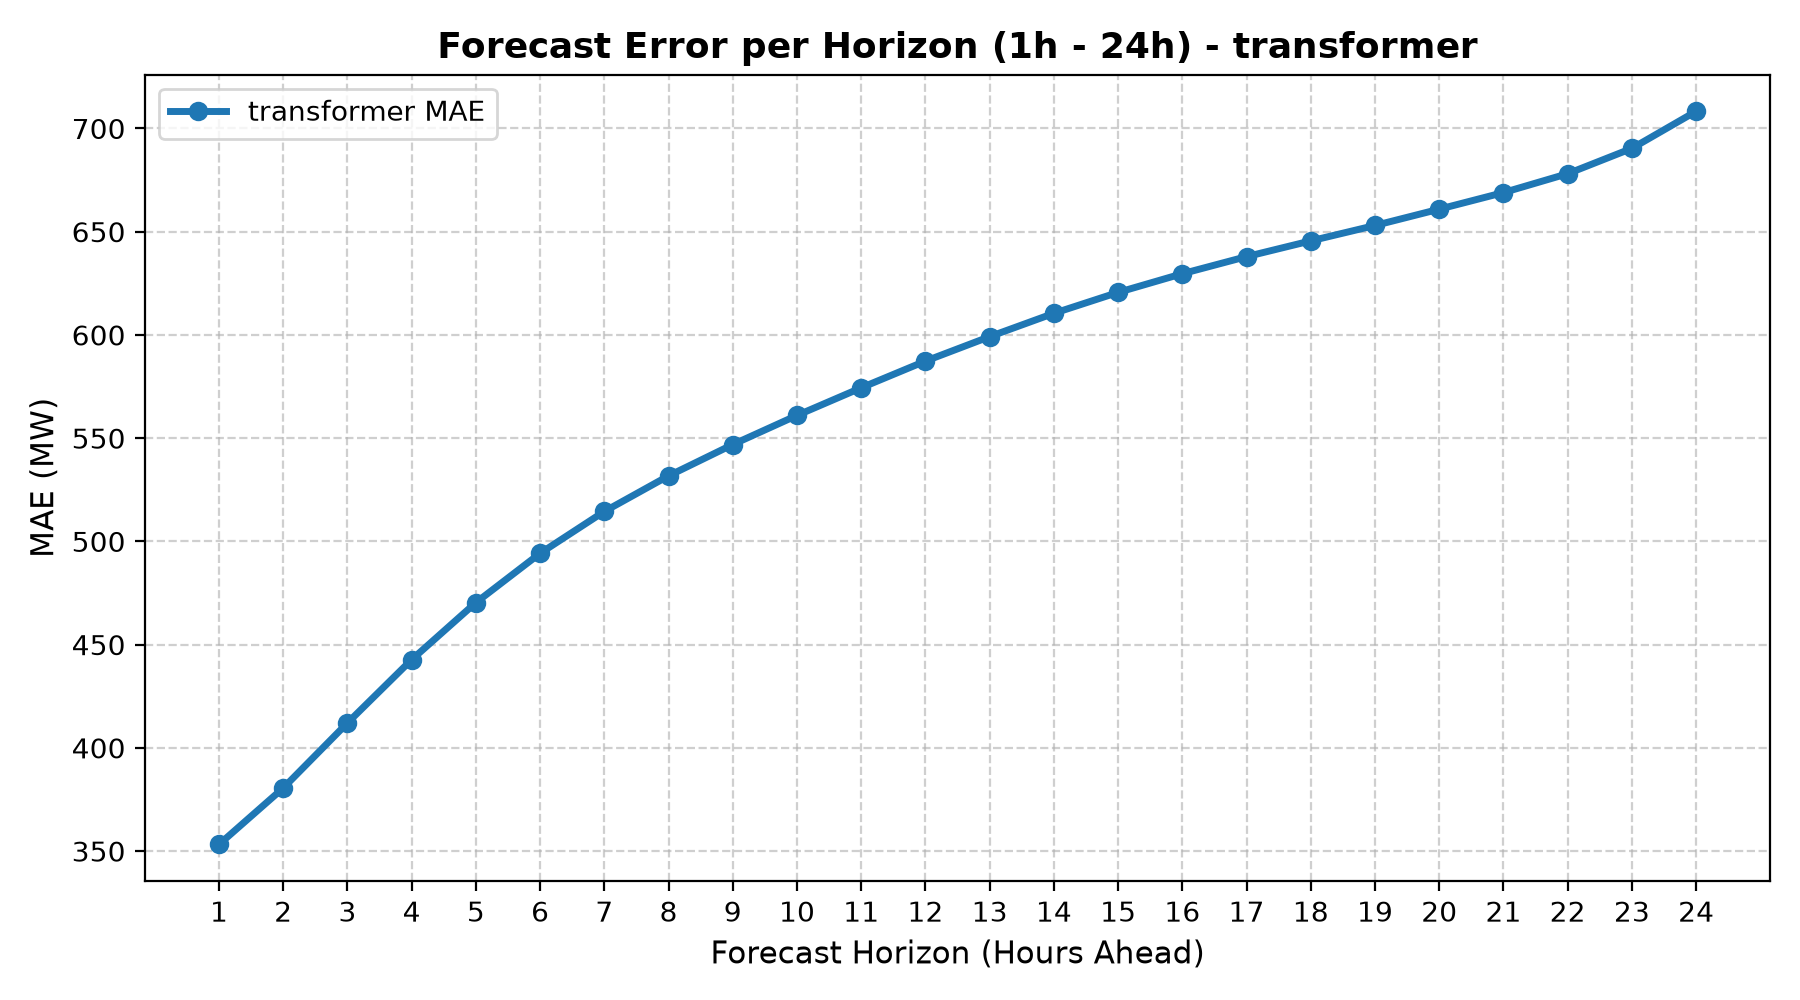 Forecast Error per Horizon (1h - 24h) - transformer
transformer MAE
700
650
600
550
500
450
400
350
MAE (MW)
1 2 3 4 5 6 7 8 9 10 11 12 13 14 15 16 17 18 19 20 21 22 23 24
Forecast Horizon (Hours Ahead)